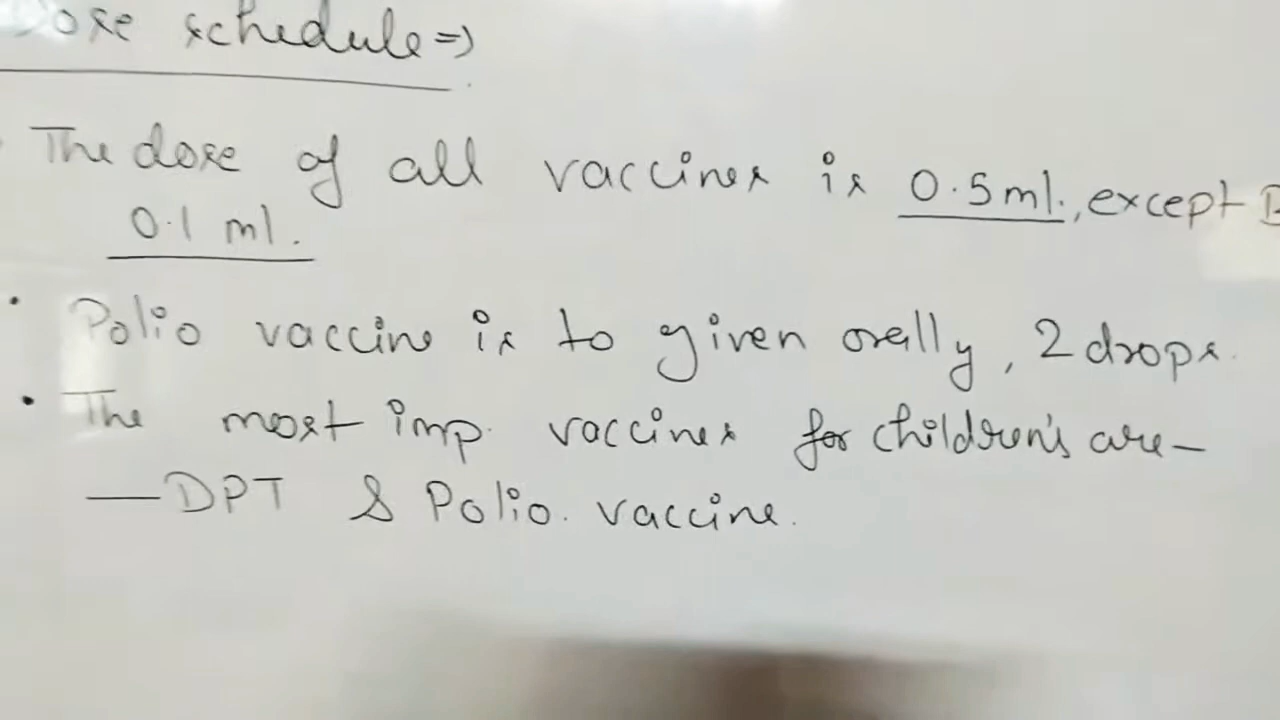 Dose schedule =>
The dose of all vaccines is 0.5ml., except
0.1 ml.
• Polio vaccine is to given orally, 2 drops.
• The most imp. vaccines for children's are –
— DPT & Polio. vaccine.